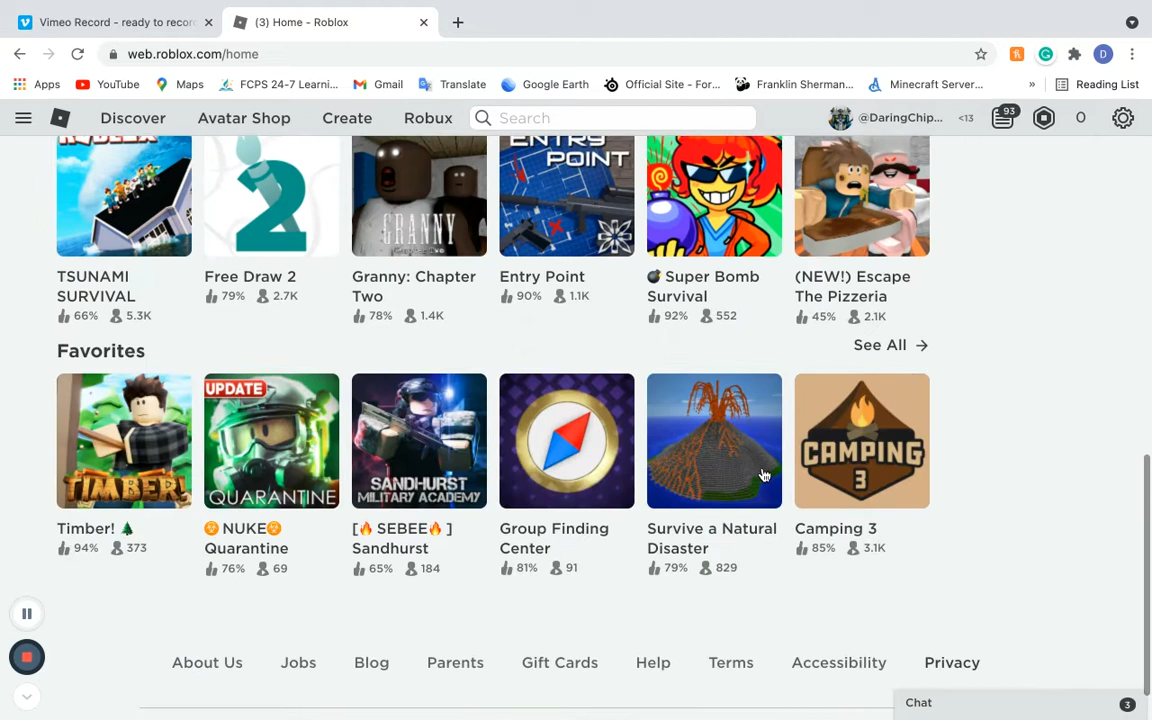 Vimeo Record - ready to recor
(3) Home - Roblox
web.roblox.com/home
D
Apps
YouTube
Maps
FCPS 24-7 Learni...
Gmail
Translate
Google Earth
Official Site - For...
Franklin Sherman...
Minecraft Server...
»
Reading List
Discover
Avatar Shop
Create
Robux
Search
@DaringChip...
<13
93
0
ROBLOX
2
GRANNY
ENTRY
POINT
TSUNAMI
SURVIVAL
66% 5.3K
Free Draw 2
79% 2.7K
Granny: Chapter
Two
78% 1.4K
Entry Point
90% 1.1K
💣 Super Bomb
Survival
92% 552
(NEW!) Escape
The Pizzeria
45% 2.1K
Favorites
See All →
TIMBER!
UPDATE
QUARANTINE
SANDHURST
MILITARY ACADEMY
CAMPING
3
Timber! 🌲
94% 373
☣NUKE☣
Quarantine
76% 69
[🔥 SEBEE🔥 ]
Sandhurst
65% 184
Group Finding
Center
81% 91
Survive a Natural
Disaster
79% 829
Camping 3
85% 3.1K
About Us
Jobs
Blog
Parents
Gift Cards
Help
Terms
Accessibility
Privacy
Chat
3